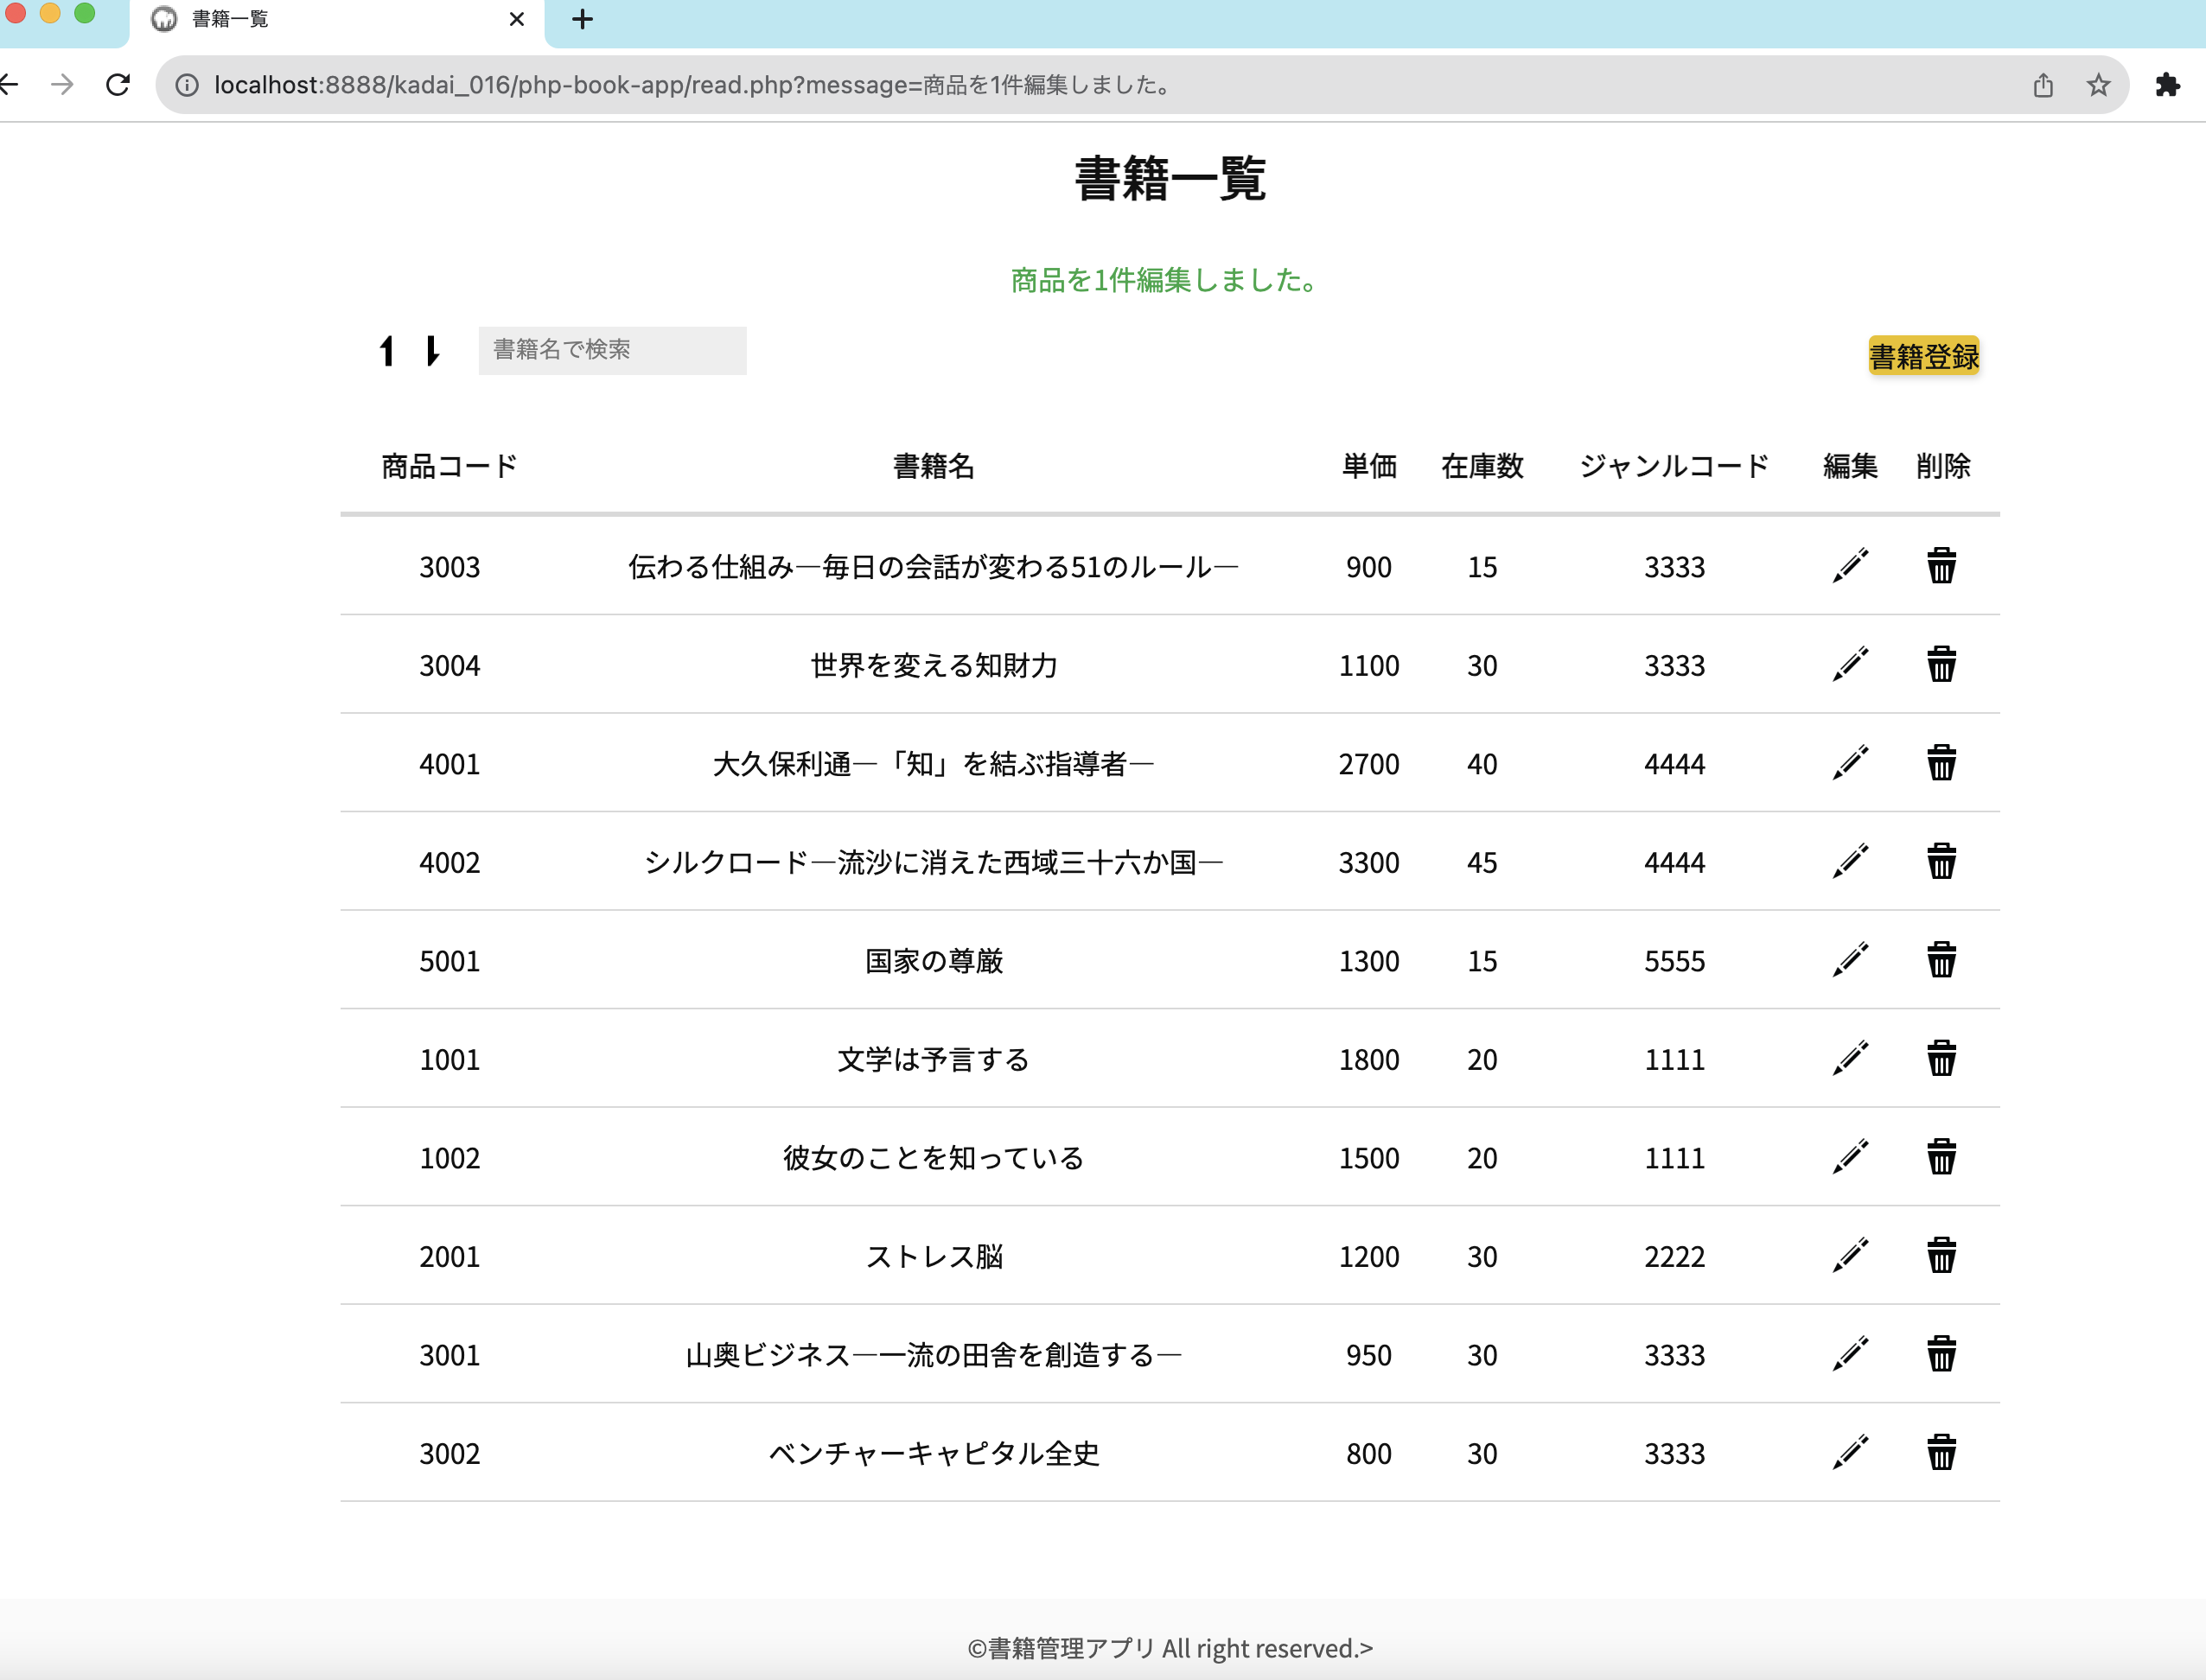 書籍一覧
localhost:8888/kadai_016/php-book-app/read.php?message=商品を1件編集しました。
書籍一覧
商品を1件編集しました。
書籍名で検索 書籍登録
商品コード 書籍名 単価 在庫数 ジャンルコード 編集 削除
3003 伝わる仕組み―毎日の会話が変わる51のルール― 900 15 3333
3004 世界を変える知財力 1100 30 3333
4001 大久保利通―「知」を結ぶ指導者― 2700 40 4444
4002 シルクロード―流沙に消えた西域三十六か国― 3300 45 4444
5001 国家の尊厳 1300 15 5555
1001 文学は予言する 1800 20 1111
1002 彼女のことを知っている 1500 20 1111
2001 ストレス脳 1200 30 2222
3001 山奥ビジネス―一流の田舎を創造する― 950 30 3333
3002 ベンチャーキャピタル全史 800 30 3333
©書籍管理アプリ All right reserved.>